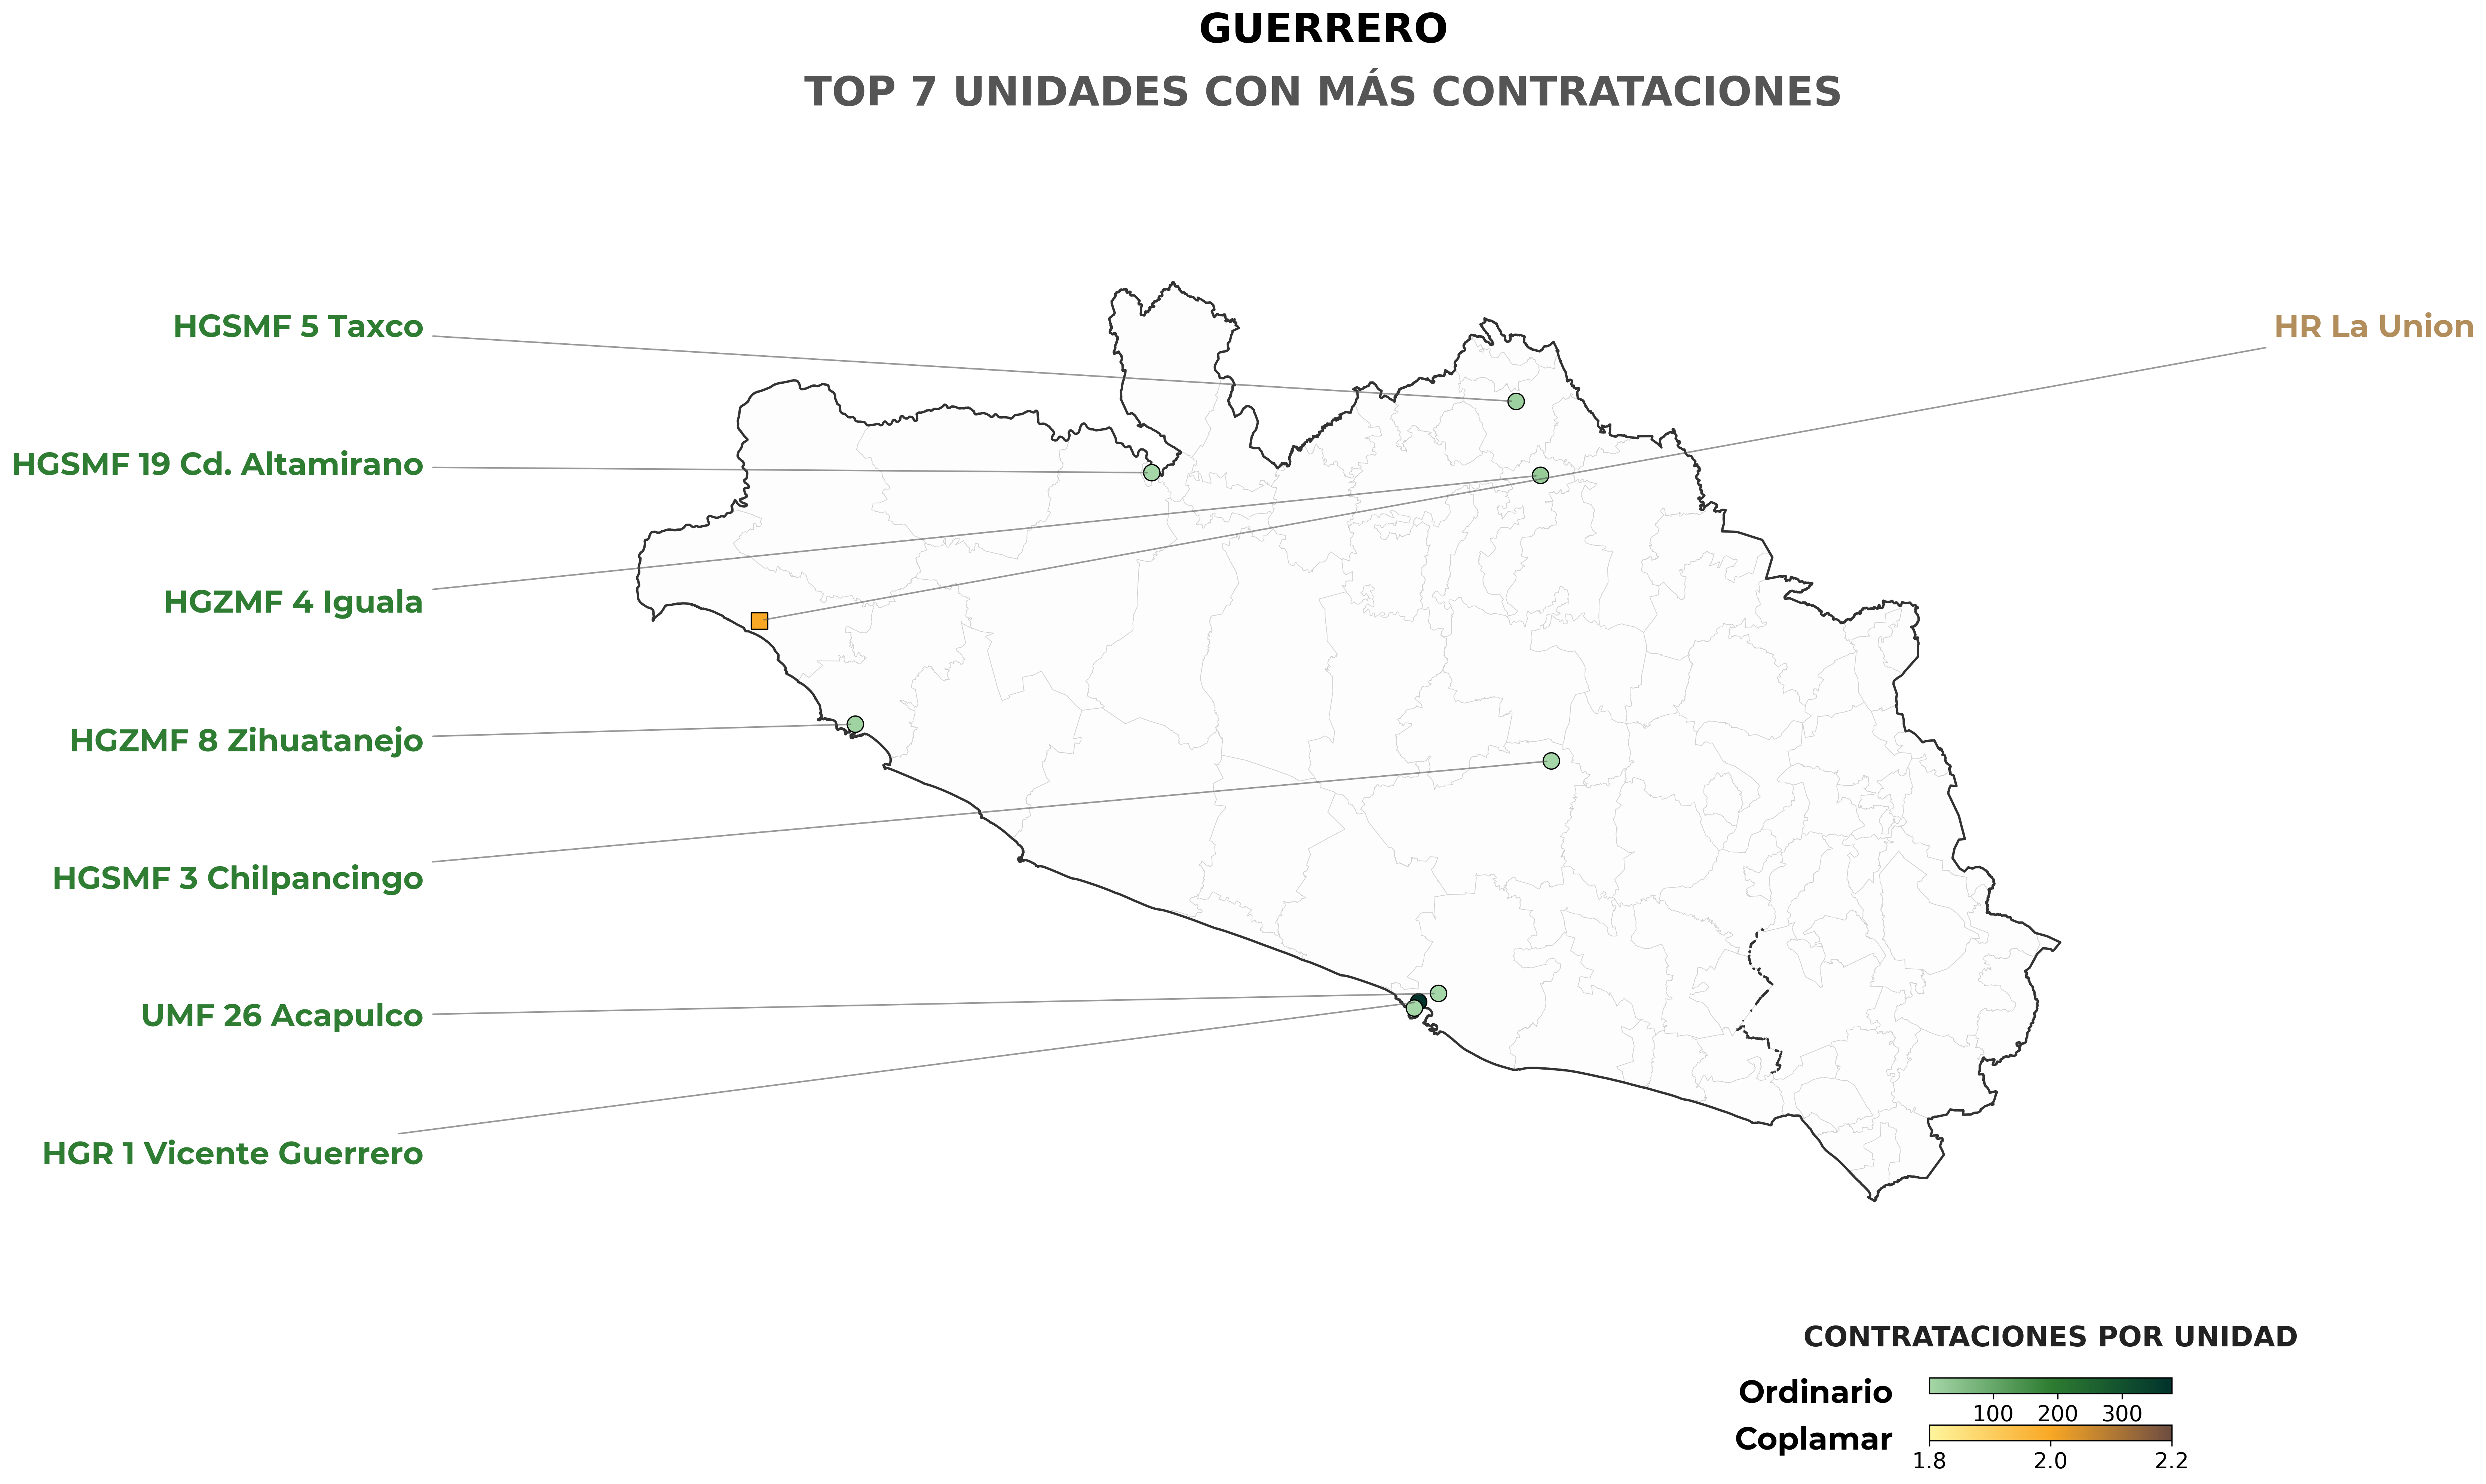 GUERRERO
TOP 7 UNIDADES CON MÁS CONTRATACIONES
HGSMF 5 Taxco
HR La Union
HGSMF 19 Cd. Altamirano
HGZMF 4 Iguala
HGZMF 8 Zihuatanejo
HGSMF 3 Chilpancingo
UMF 26 Acapulco
HGR 1 Vicente Guerrero
CONTRATACIONES POR UNIDAD
Ordinario
100 200 300
Coplamar
1.8 2.0 2.2